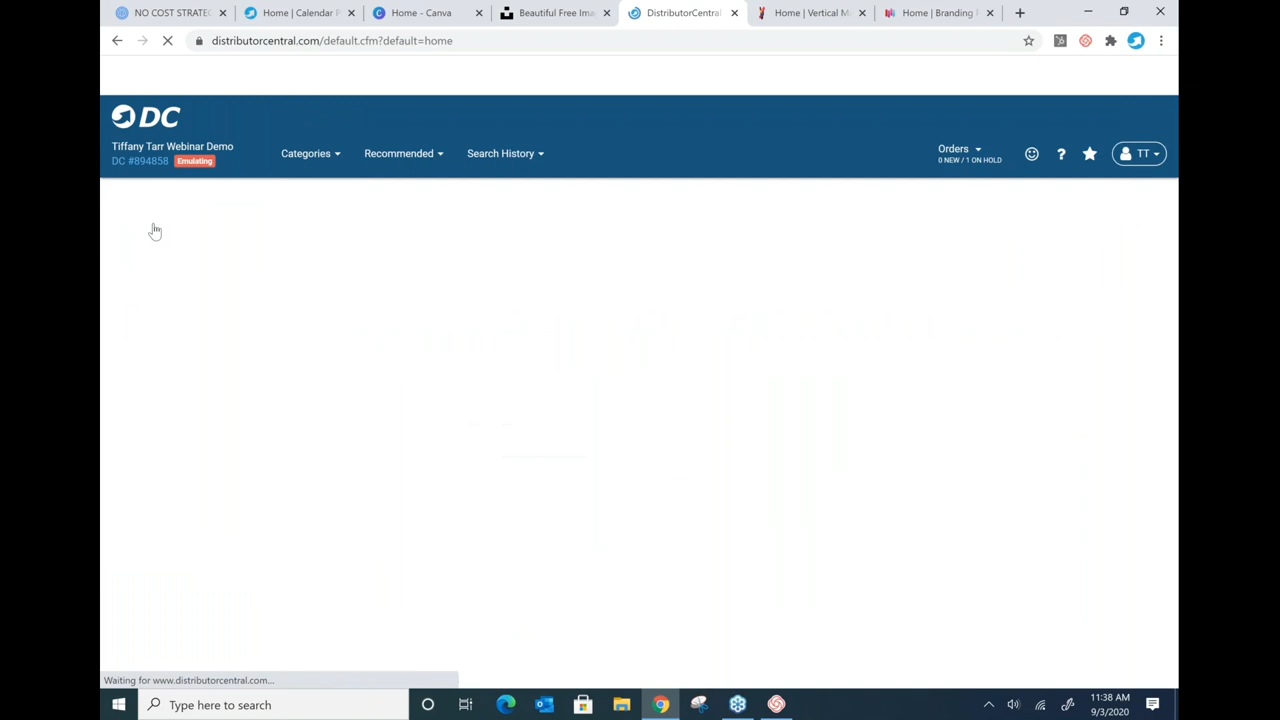 NO COST STRATEG
Home | Calendar P
Home - Canva
Beautiful Free Ima
DistributorCentral
Home | Vertical M
Home | Branding
distributorcentral.com/default.cfm?default=home
DC
Tiffany Tarr Webinar Demo
DC #894858 Emulating
Categories
Recommended
Search History
Orders
0 NEW / 1 ON HOLD
?
TT
Waiting for www.distributorcentral.com...
Type here to search
11:38 AM
9/3/2020